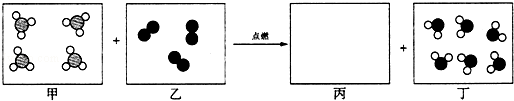 + 点燃 +
甲 乙 丙 丁